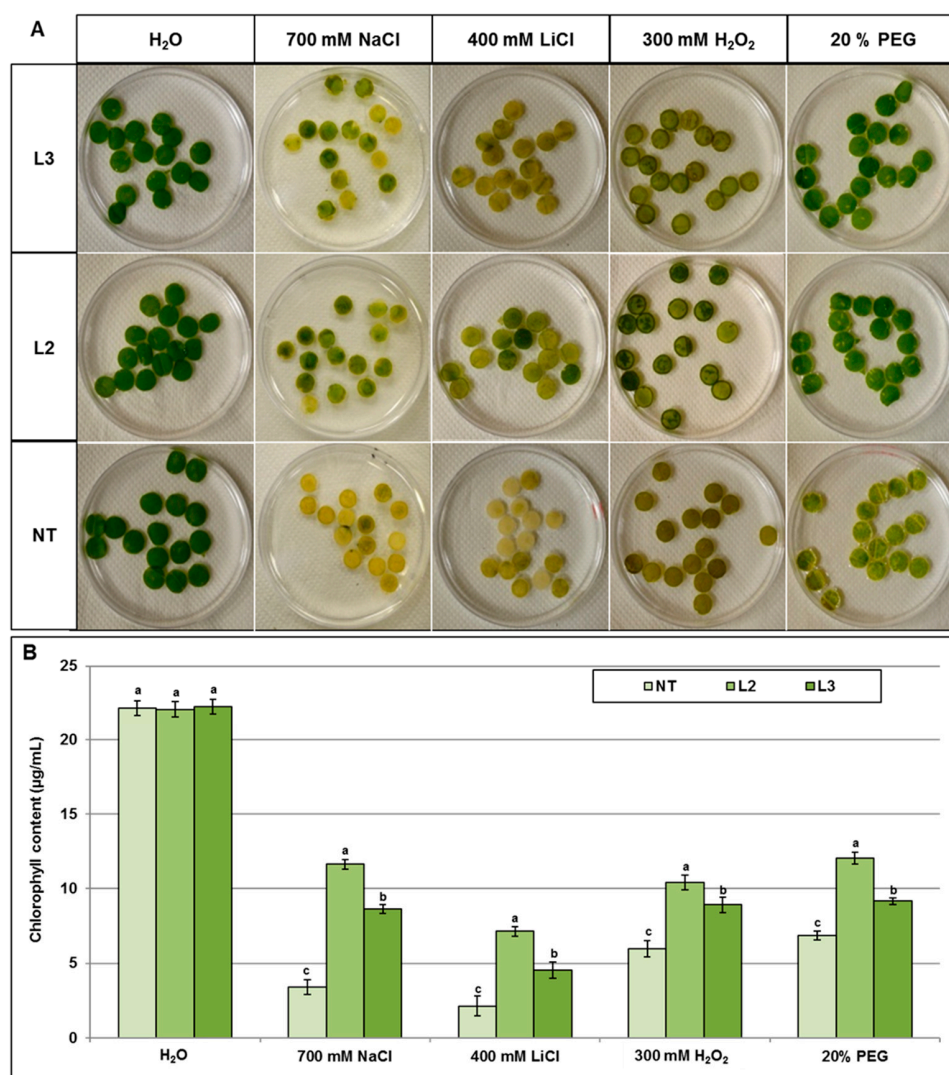 A
H₂O 700 mM NaCl 400 mM LiCl 300 mM H₂O₂ 20 % PEG
L3
L2
NT
B
25
20
15
10
5
0
Chlorophyll content (µg/mL)
NT L2 L3
a a a
c a b
c a b
c a b
c a b
H₂O 700 mM NaCl 400 mM LiCl 300 mM H₂O₂ 20% PEG